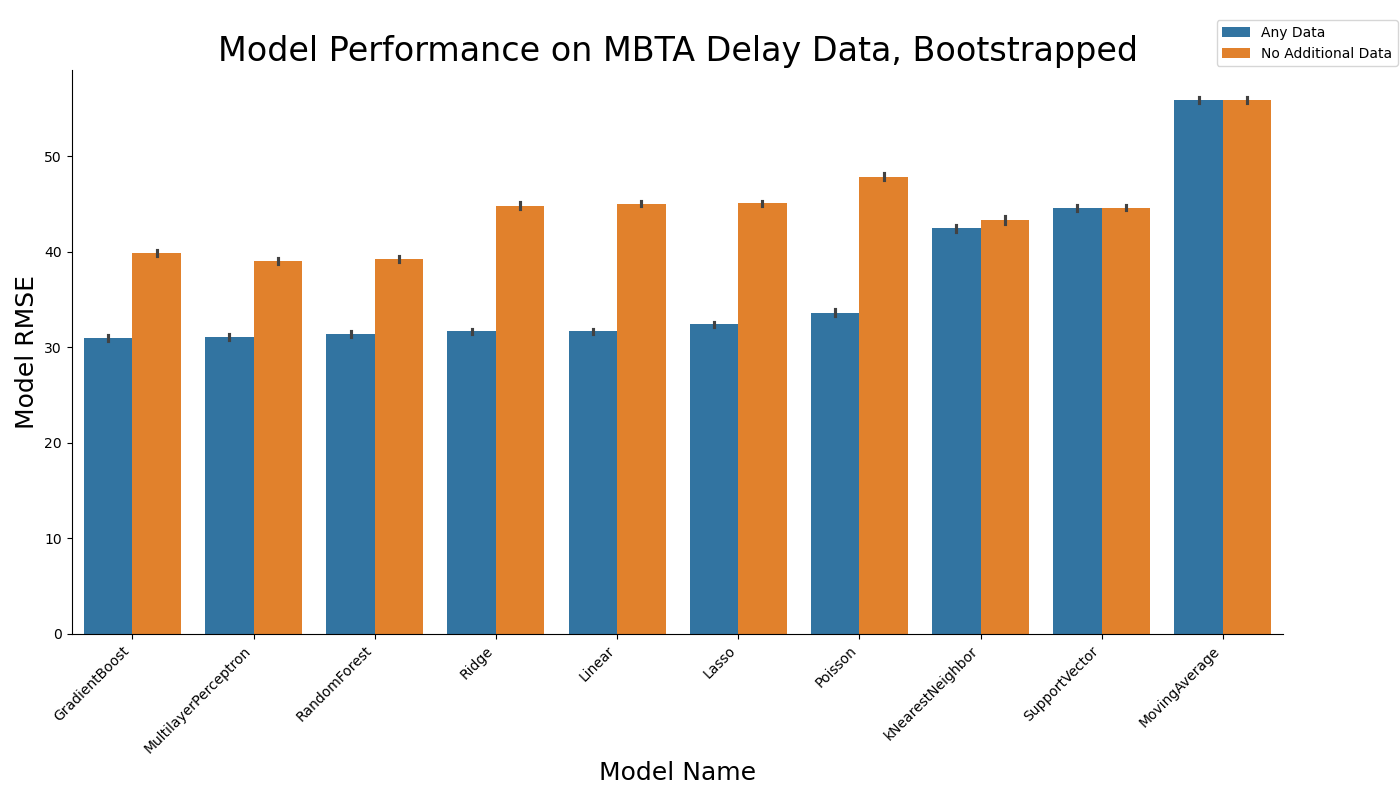 Model Performance on MBTA Delay Data, Bootstrapped
Any Data
No Additional Data
Model RMSE
50
40
30
20
10
0
GradientBoost
MultilayerPerceptron
RandomForest
Ridge
Linear
Lasso
Poisson
kNearestNeighbor
SupportVector
MovingAverage
Model Name